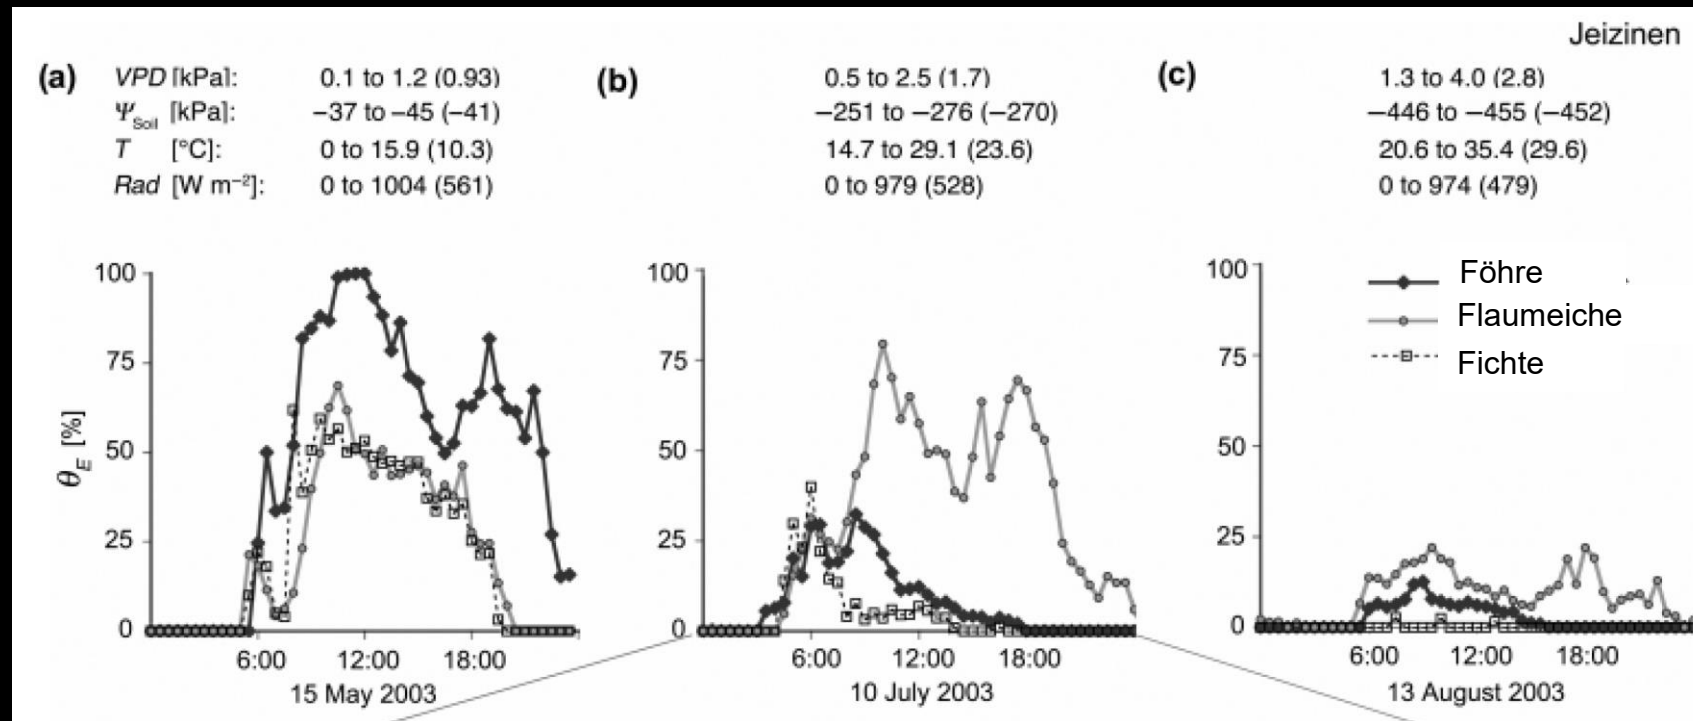 Jeizinen
(a) VPD [kPa]: 0.1 to 1.2 (0.93)
ΨSoil [kPa]: −37 to −45 (−41)
T [°C]: 0 to 15.9 (10.3)
Rad [W m⁻²]: 0 to 1004 (561)
(b) 0.5 to 2.5 (1.7)
−251 to −276 (−270)
14.7 to 29.1 (23.6)
0 to 979 (528)
(c) 1.3 to 4.0 (2.8)
−446 to −455 (−452)
20.6 to 35.4 (29.6)
0 to 974 (479)
θE [%]
100
75
50
25
0
6:00 12:00 18:00
15 May 2003
100
75
50
25
0
6:00 12:00 18:00
10 July 2003
100
75
50
25
0
6:00 12:00 18:00
13 August 2003
Föhre
Flaumeiche
Fichte